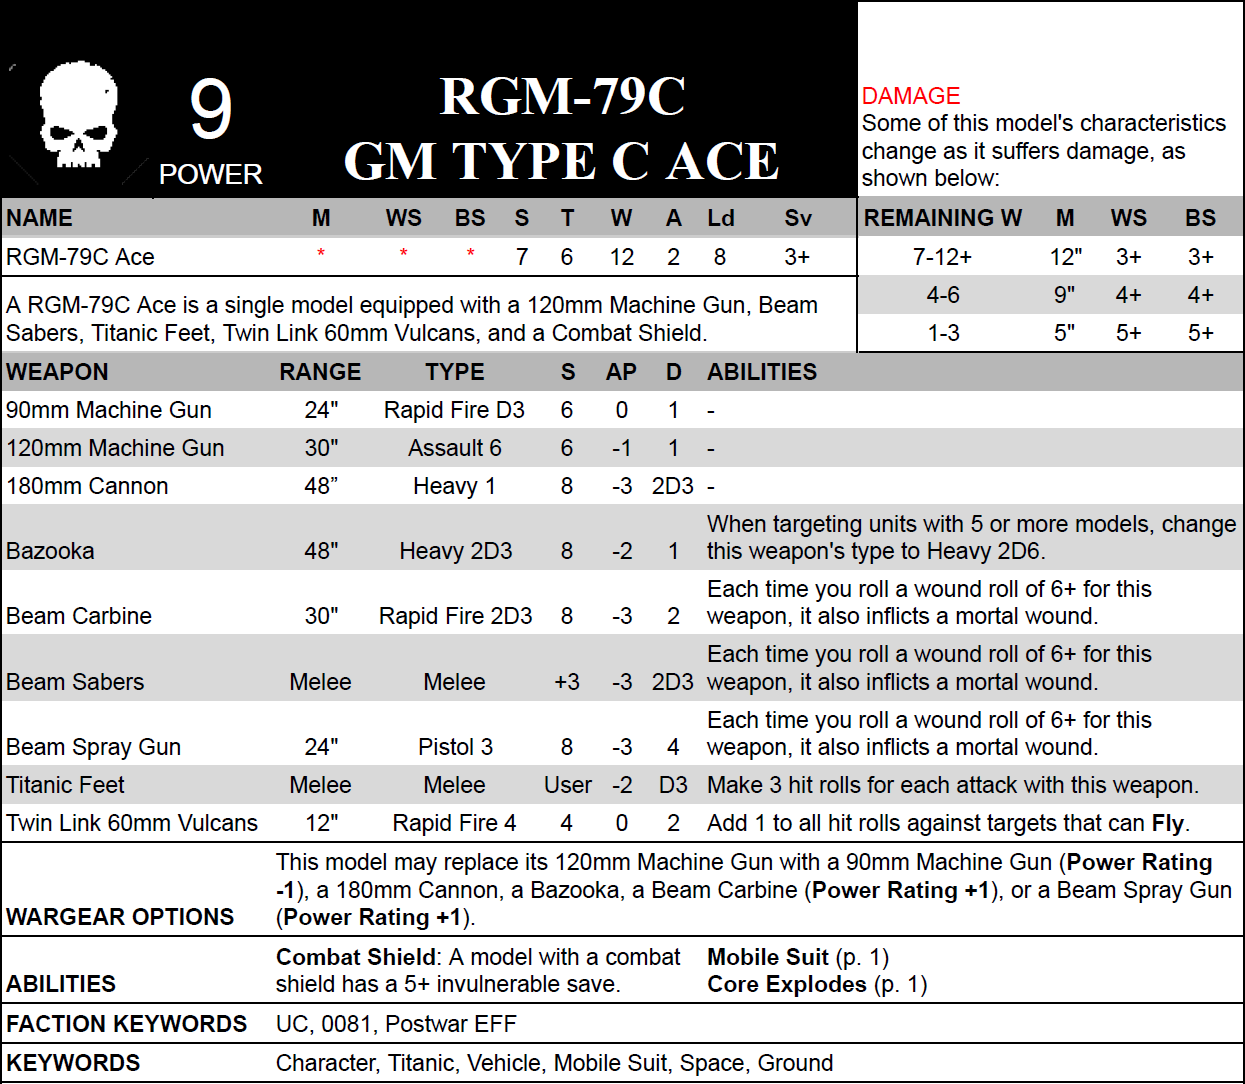 9
POWER
RGM-79C
GM TYPE C ACE
DAMAGE
Some of this model's characteristics
change as it suffers damage, as
shown below:
NAME M WS BS S T W A Ld Sv
RGM-79C Ace * * * 7 6 12 2 8 3+
REMAINING W M WS BS
7-12+ 12" 3+ 3+
4-6 9" 4+ 4+
1-3 5" 5+ 5+
A RGM-79C Ace is a single model equipped with a 120mm Machine Gun, Beam
Sabers, Titanic Feet, Twin Link 60mm Vulcans, and a Combat Shield.
WEAPON RANGE TYPE S AP D ABILITIES
90mm Machine Gun 24" Rapid Fire D3 6 0 1 -
120mm Machine Gun 30" Assault 6 6 -1 1 -
180mm Cannon 48” Heavy 1 8 -3 2D3 -
When targeting units with 5 or more models, change
Bazooka 48" Heavy 2D3 8 -2 1 this weapon's type to Heavy 2D6.
Each time you roll a wound roll of 6+ for this
Beam Carbine 30" Rapid Fire 2D3 8 -3 2 weapon, it also inflicts a mortal wound.
Each time you roll a wound roll of 6+ for this
Beam Sabers Melee Melee +3 -3 2D3 weapon, it also inflicts a mortal wound.
Each time you roll a wound roll of 6+ for this
Beam Spray Gun 24" Pistol 3 8 -3 4 weapon, it also inflicts a mortal wound.
Titanic Feet Melee Melee User -2 D3 Make 3 hit rolls for each attack with this weapon.
Twin Link 60mm Vulcans 12" Rapid Fire 4 4 0 2 Add 1 to all hit rolls against targets that can Fly.
This model may replace its 120mm Machine Gun with a 90mm Machine Gun (Power Rating
-1), a 180mm Cannon, a Bazooka, a Beam Carbine (Power Rating +1), or a Beam Spray Gun
WARGEAR OPTIONS (Power Rating +1).
Combat Shield: A model with a combat Mobile Suit (p. 1)
ABILITIES shield has a 5+ invulnerable save. Core Explodes (p. 1)
FACTION KEYWORDS UC, 0081, Postwar EFF
KEYWORDS Character, Titanic, Vehicle, Mobile Suit, Space, Ground